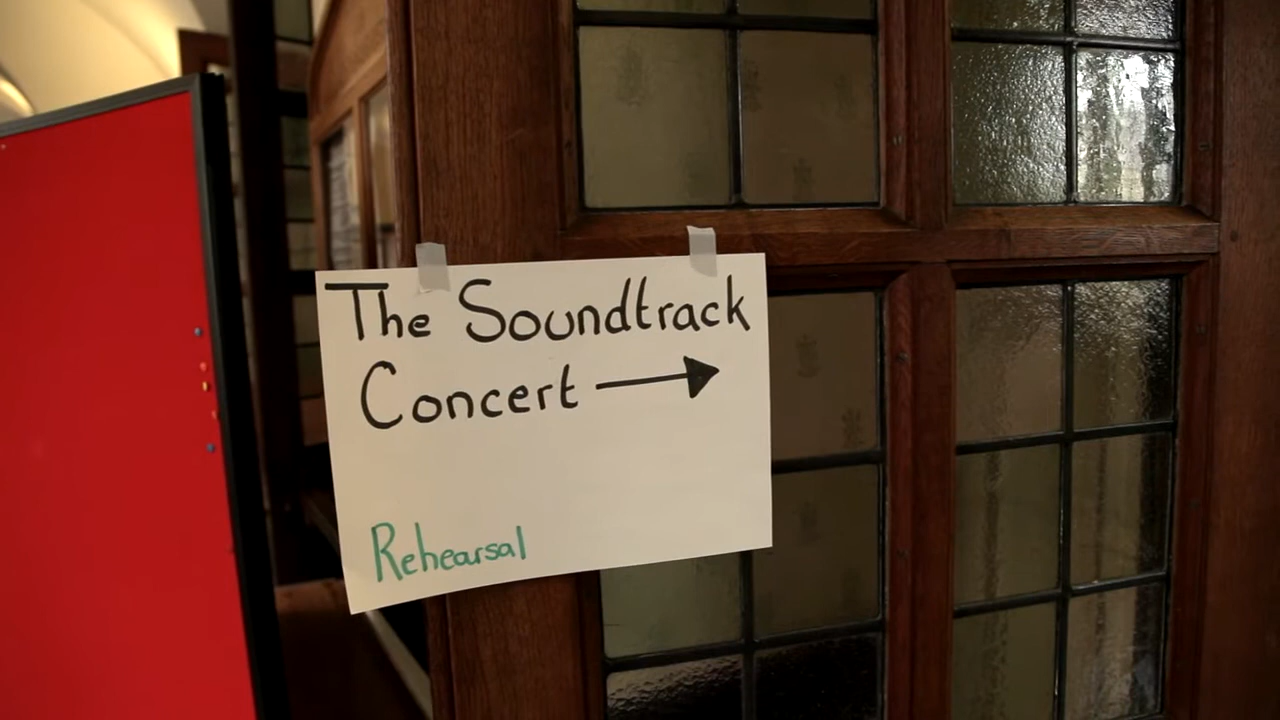 The Soundtrack
Concert →
Rehearsal